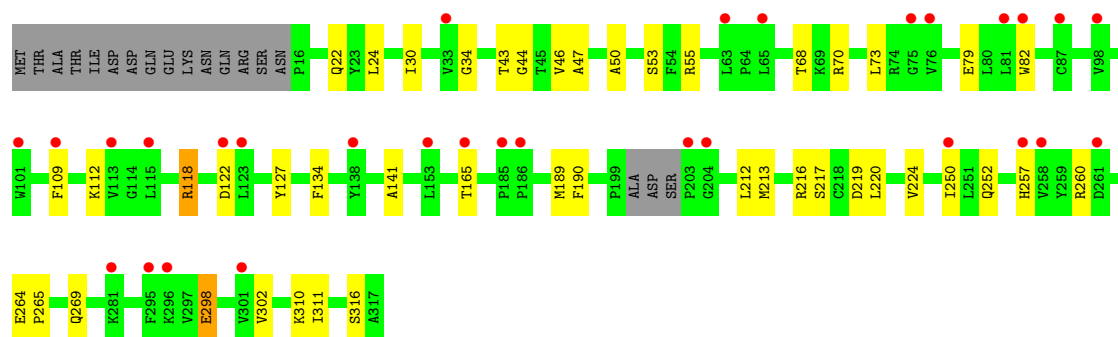 MET THR ALA THR ILE ASP ASP GLN GLU LYS ASN GLN ARG SER ASN P16 Q22 Y23 L24 I30 V33 G34 T43 G44 T45 V46 A47 A50 S53 F54 R55 L63 P64 L65 T68 K69 R70 L73 R74 G75 V76 E79 L80 L81 W82 C87 V98
W101 F109 K112 V113 G114 L115 R118 D122 L123 Y127 F134 Y138 A141 L153 T165 P185 P186 M189 F190 P199 ALA ASP SER P203 G204 L212 M213 R216 S217 C218 D219 L220 V224 I250 L251 Q252 H257 V258 Y259 R260 D261
E264 P265 Q269 K281 F295 K296 V297 E298 V301 V302 K310 I311 S316 A317